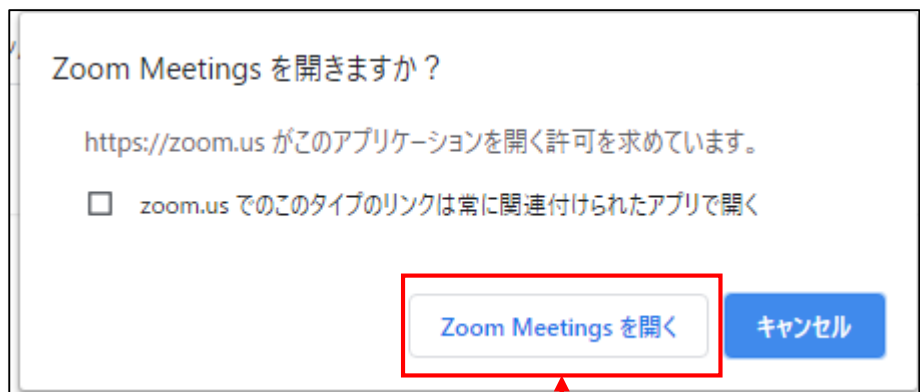 Zoom Meetings を開きますか？
https://zoom.us がこのアプリケーションを開く許可を求めています。
zoom.us でのこのタイプのリンクは常に関連付けられたアプリで開く
Zoom Meetings を開く
キャンセル